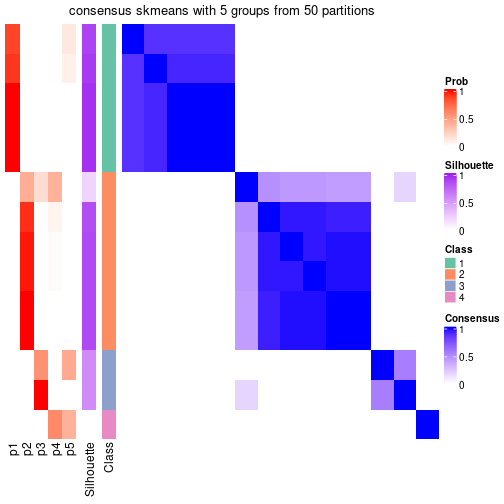 consensus skmeans with 5 groups from 50 partitions
Prob
1
0.5
0
Silhouette
1
0.5
0
Class
1
2
3
4
Consensus
1
0.5
0
p1
p2
p3
p4
p5
Silhouette
Class